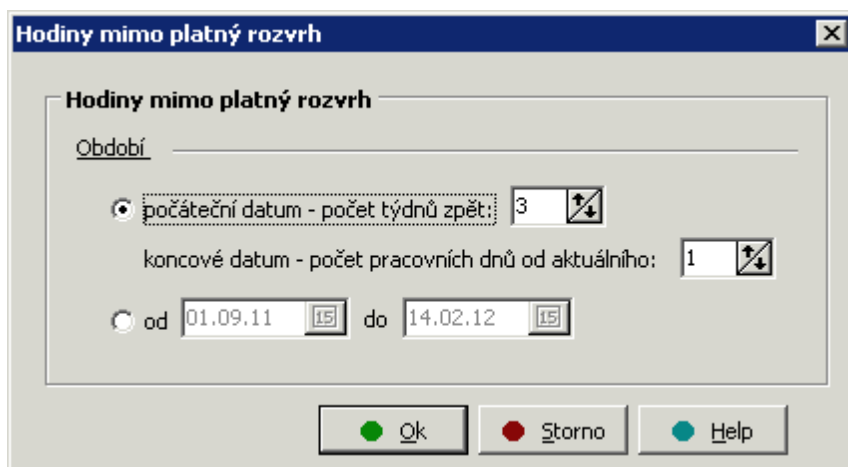 Hodiny mimo platný rozvrh
Hodiny mimo platný rozvrh
Období
počáteční datum - počet týdnů zpět: 3
koncové datum - počet pracovních dnů od aktuálního: 1
od 01.09.11 15 do 14.02.12 15
Ok Storno Help